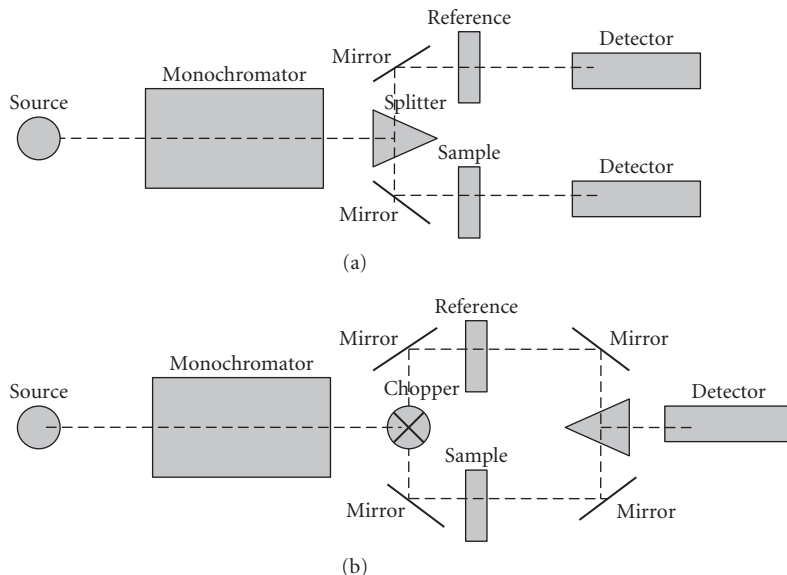 Reference
Mirror
Detector
Monochromator
Source
Splitter
Sample
Detector
Mirror
(a)
Reference
Mirror
Mirror
Monochromator
Source
Chopper
Detector
Sample
Mirror
Mirror
(b)